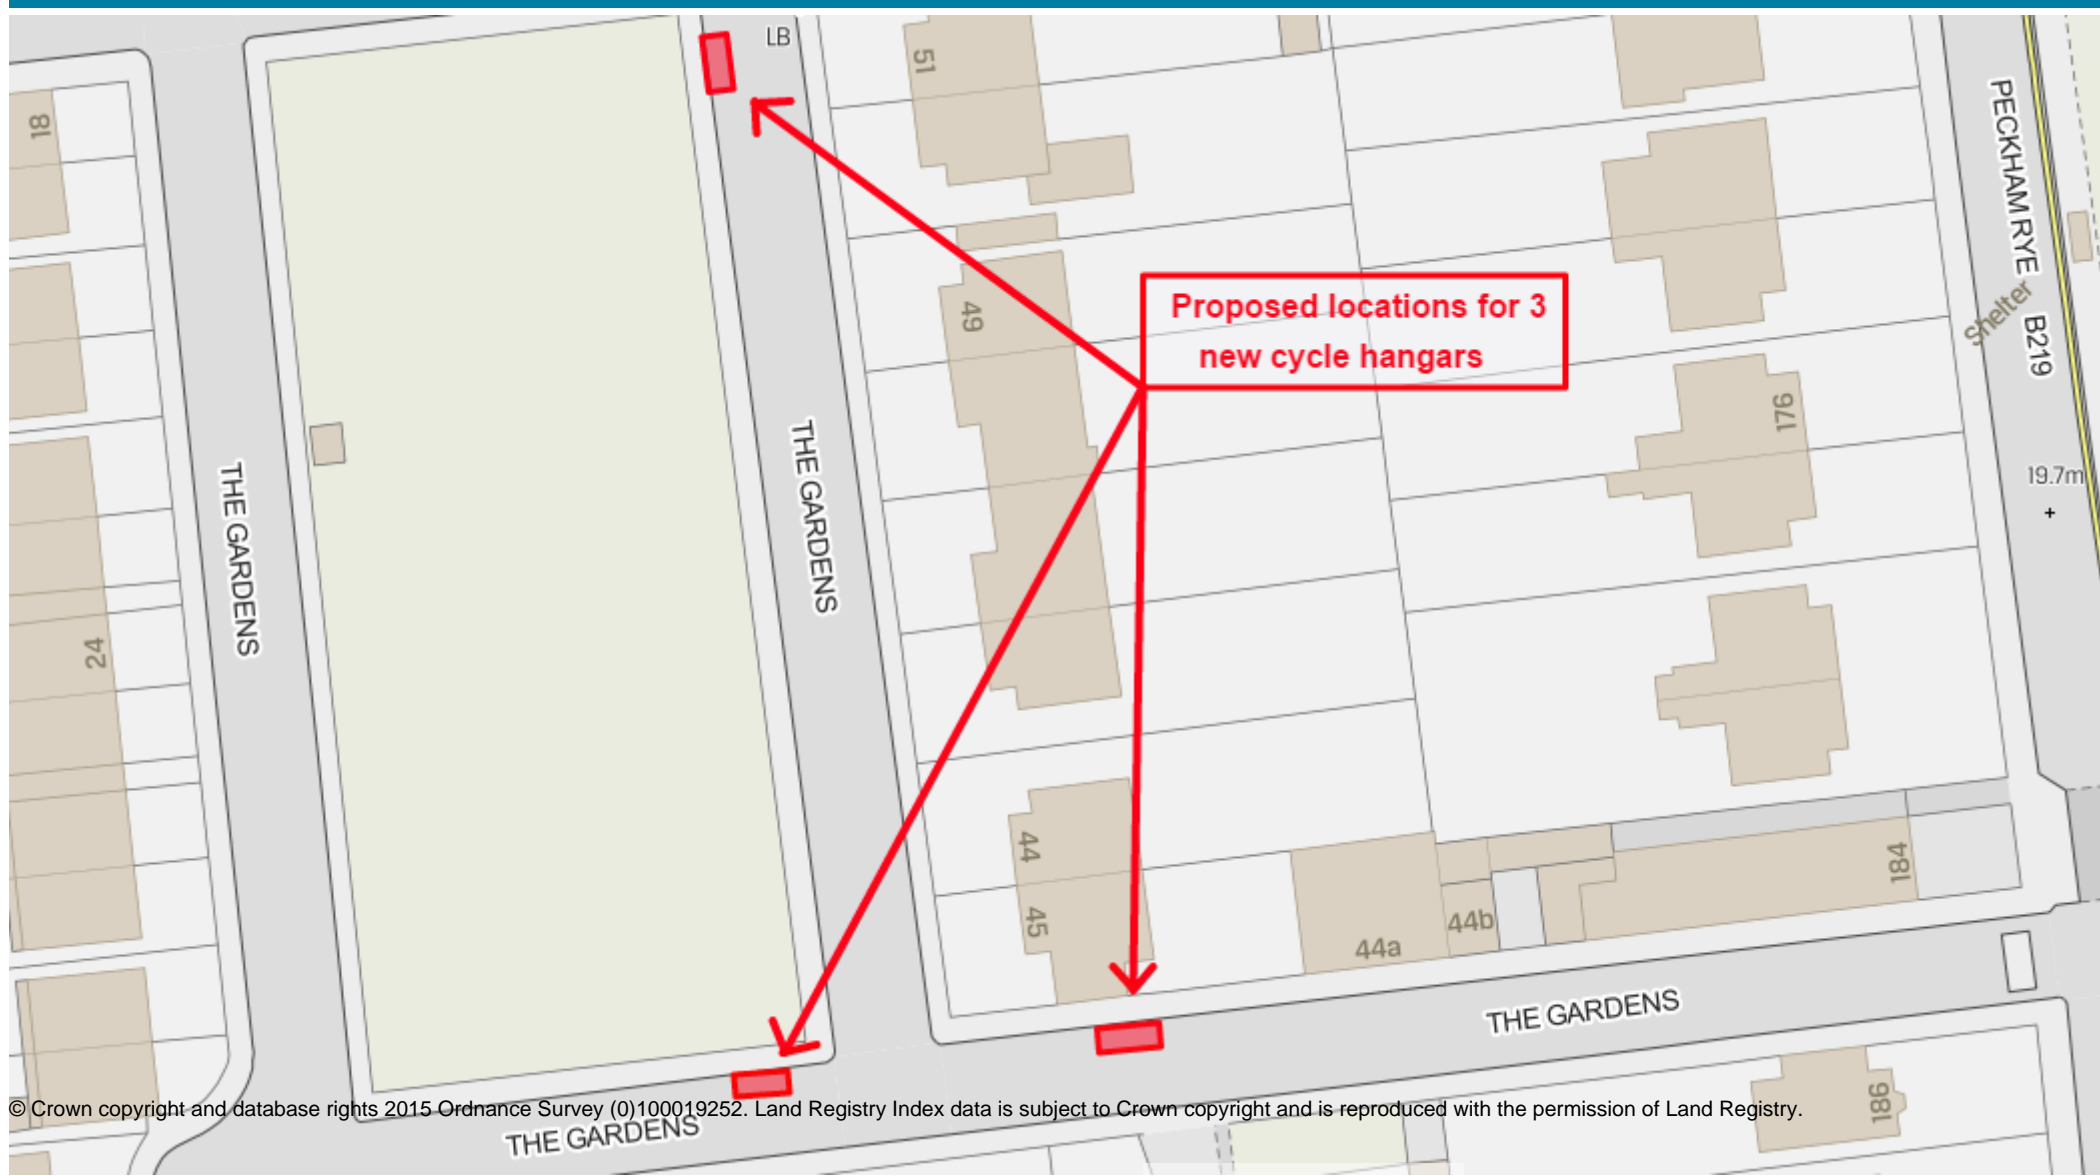 LB
51
18
PECKHAM RYE B219
Shelter
49
Proposed locations for 3
new cycle hangars
176
THE GARDENS
THE GARDENS
19.7m
24
44
45
184
44b
44a
THE GARDENS
186
© Crown copyright and database rights 2015 Ordnance Survey (0)100019252. Land Registry Index data is subject to Crown copyright and is reproduced with the permission of Land Registry.
THE GARDENS